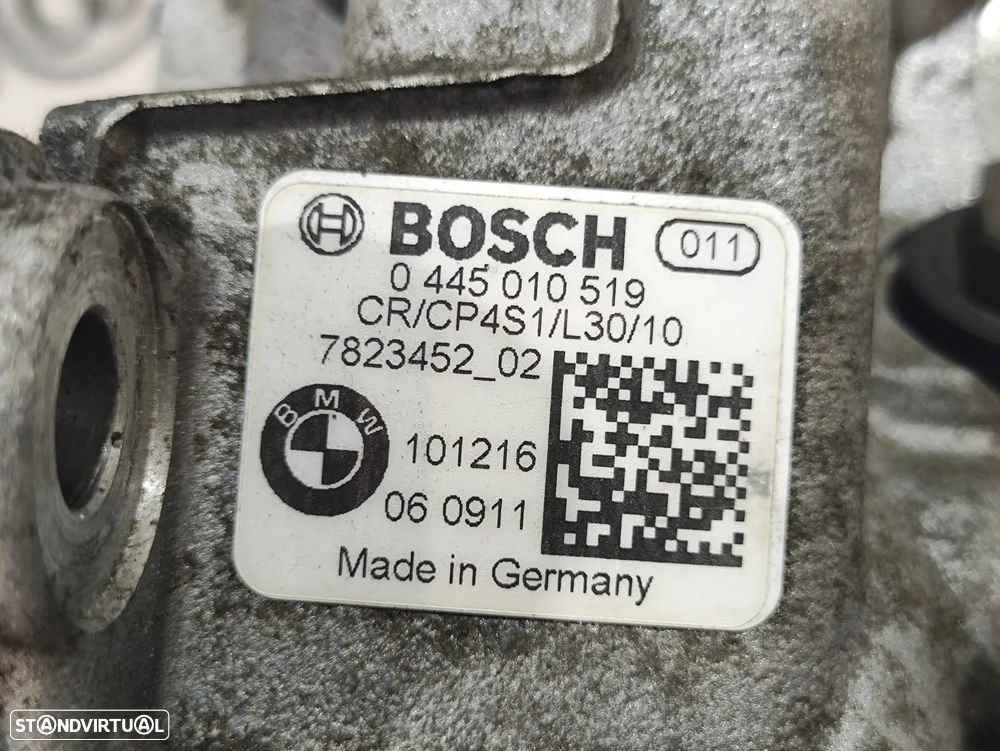 BOSCH 011
0 445 010 519
CR/CP4S1/L30/10
7823452_02
BMW
101216
06 0911
Made in Germany
STANDVIRTUAL